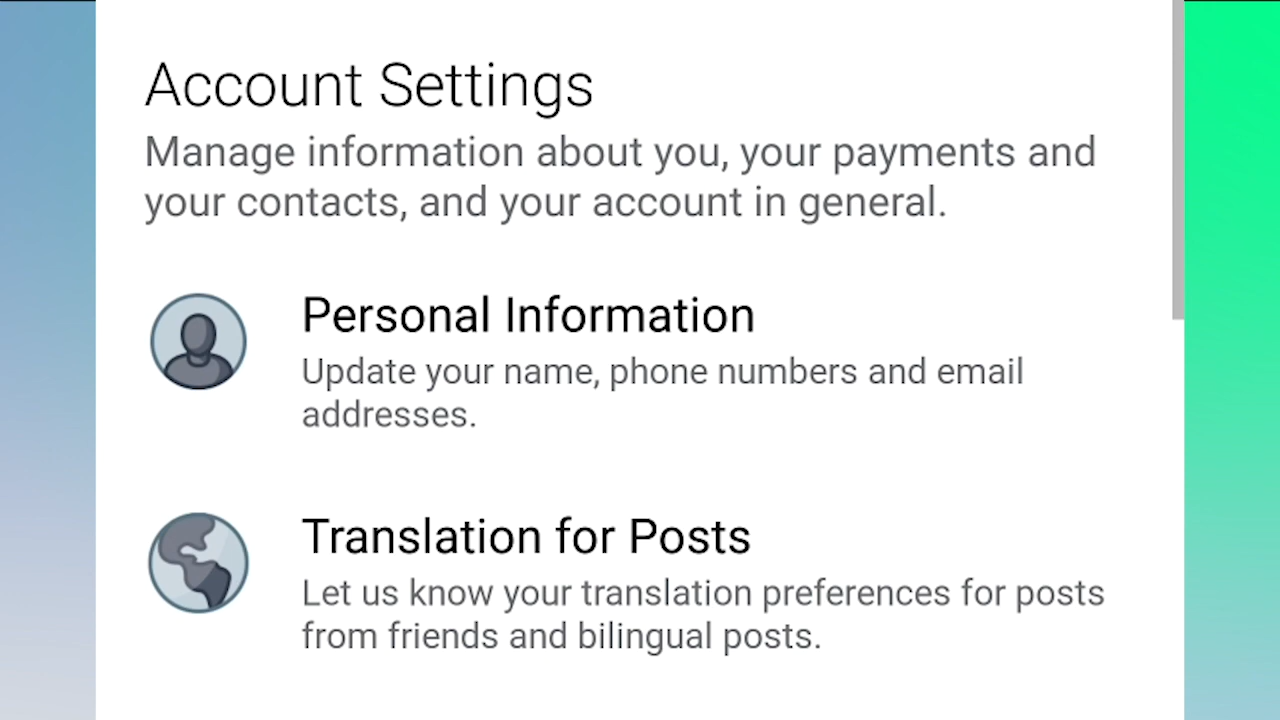 Account Settings
Manage information about you, your payments and
your contacts, and your account in general.
Personal Information
Update your name, phone numbers and email
addresses.
Translation for Posts
Let us know your translation preferences for posts
from friends and bilingual posts.